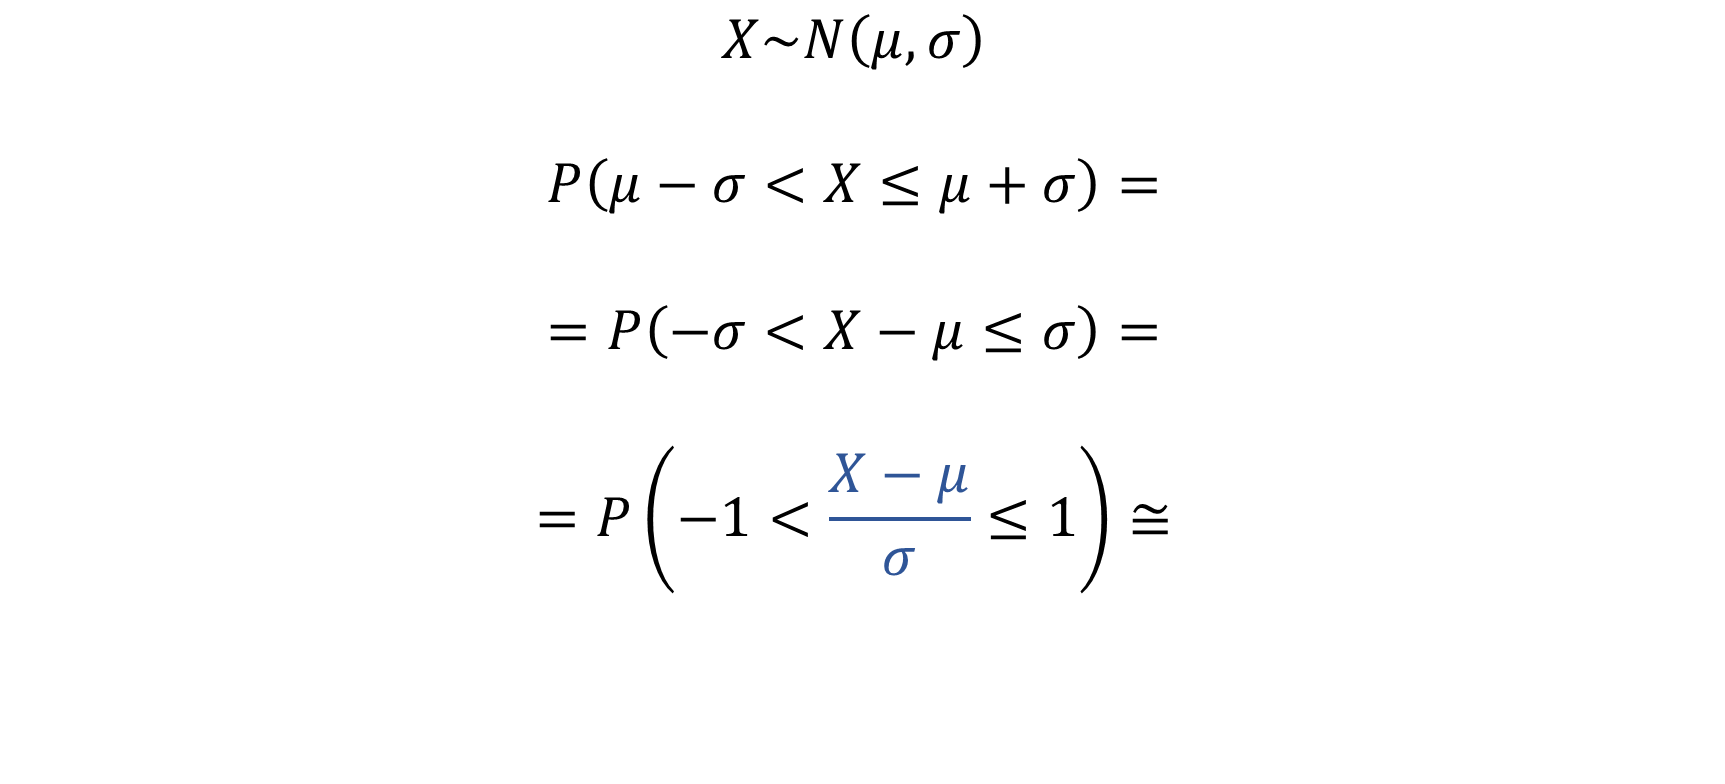 X~N(μ, σ)
P(μ − σ < X ≤ μ + σ) =
= P(−σ < X − μ ≤ σ) =
= P(−1 < (X − μ)/σ ≤ 1) ≅